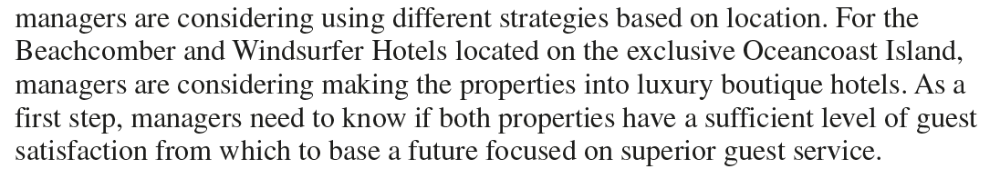 managers are considering using different strategies based on location. For the
Beachcomber and Windsurfer Hotels located on the exclusive Oceancoast Island,
managers are considering making the properties into luxury boutique hotels. As a
first step, managers need to know if both properties have a sufficient level of guest
satisfaction from which to base a future focused on superior guest service.